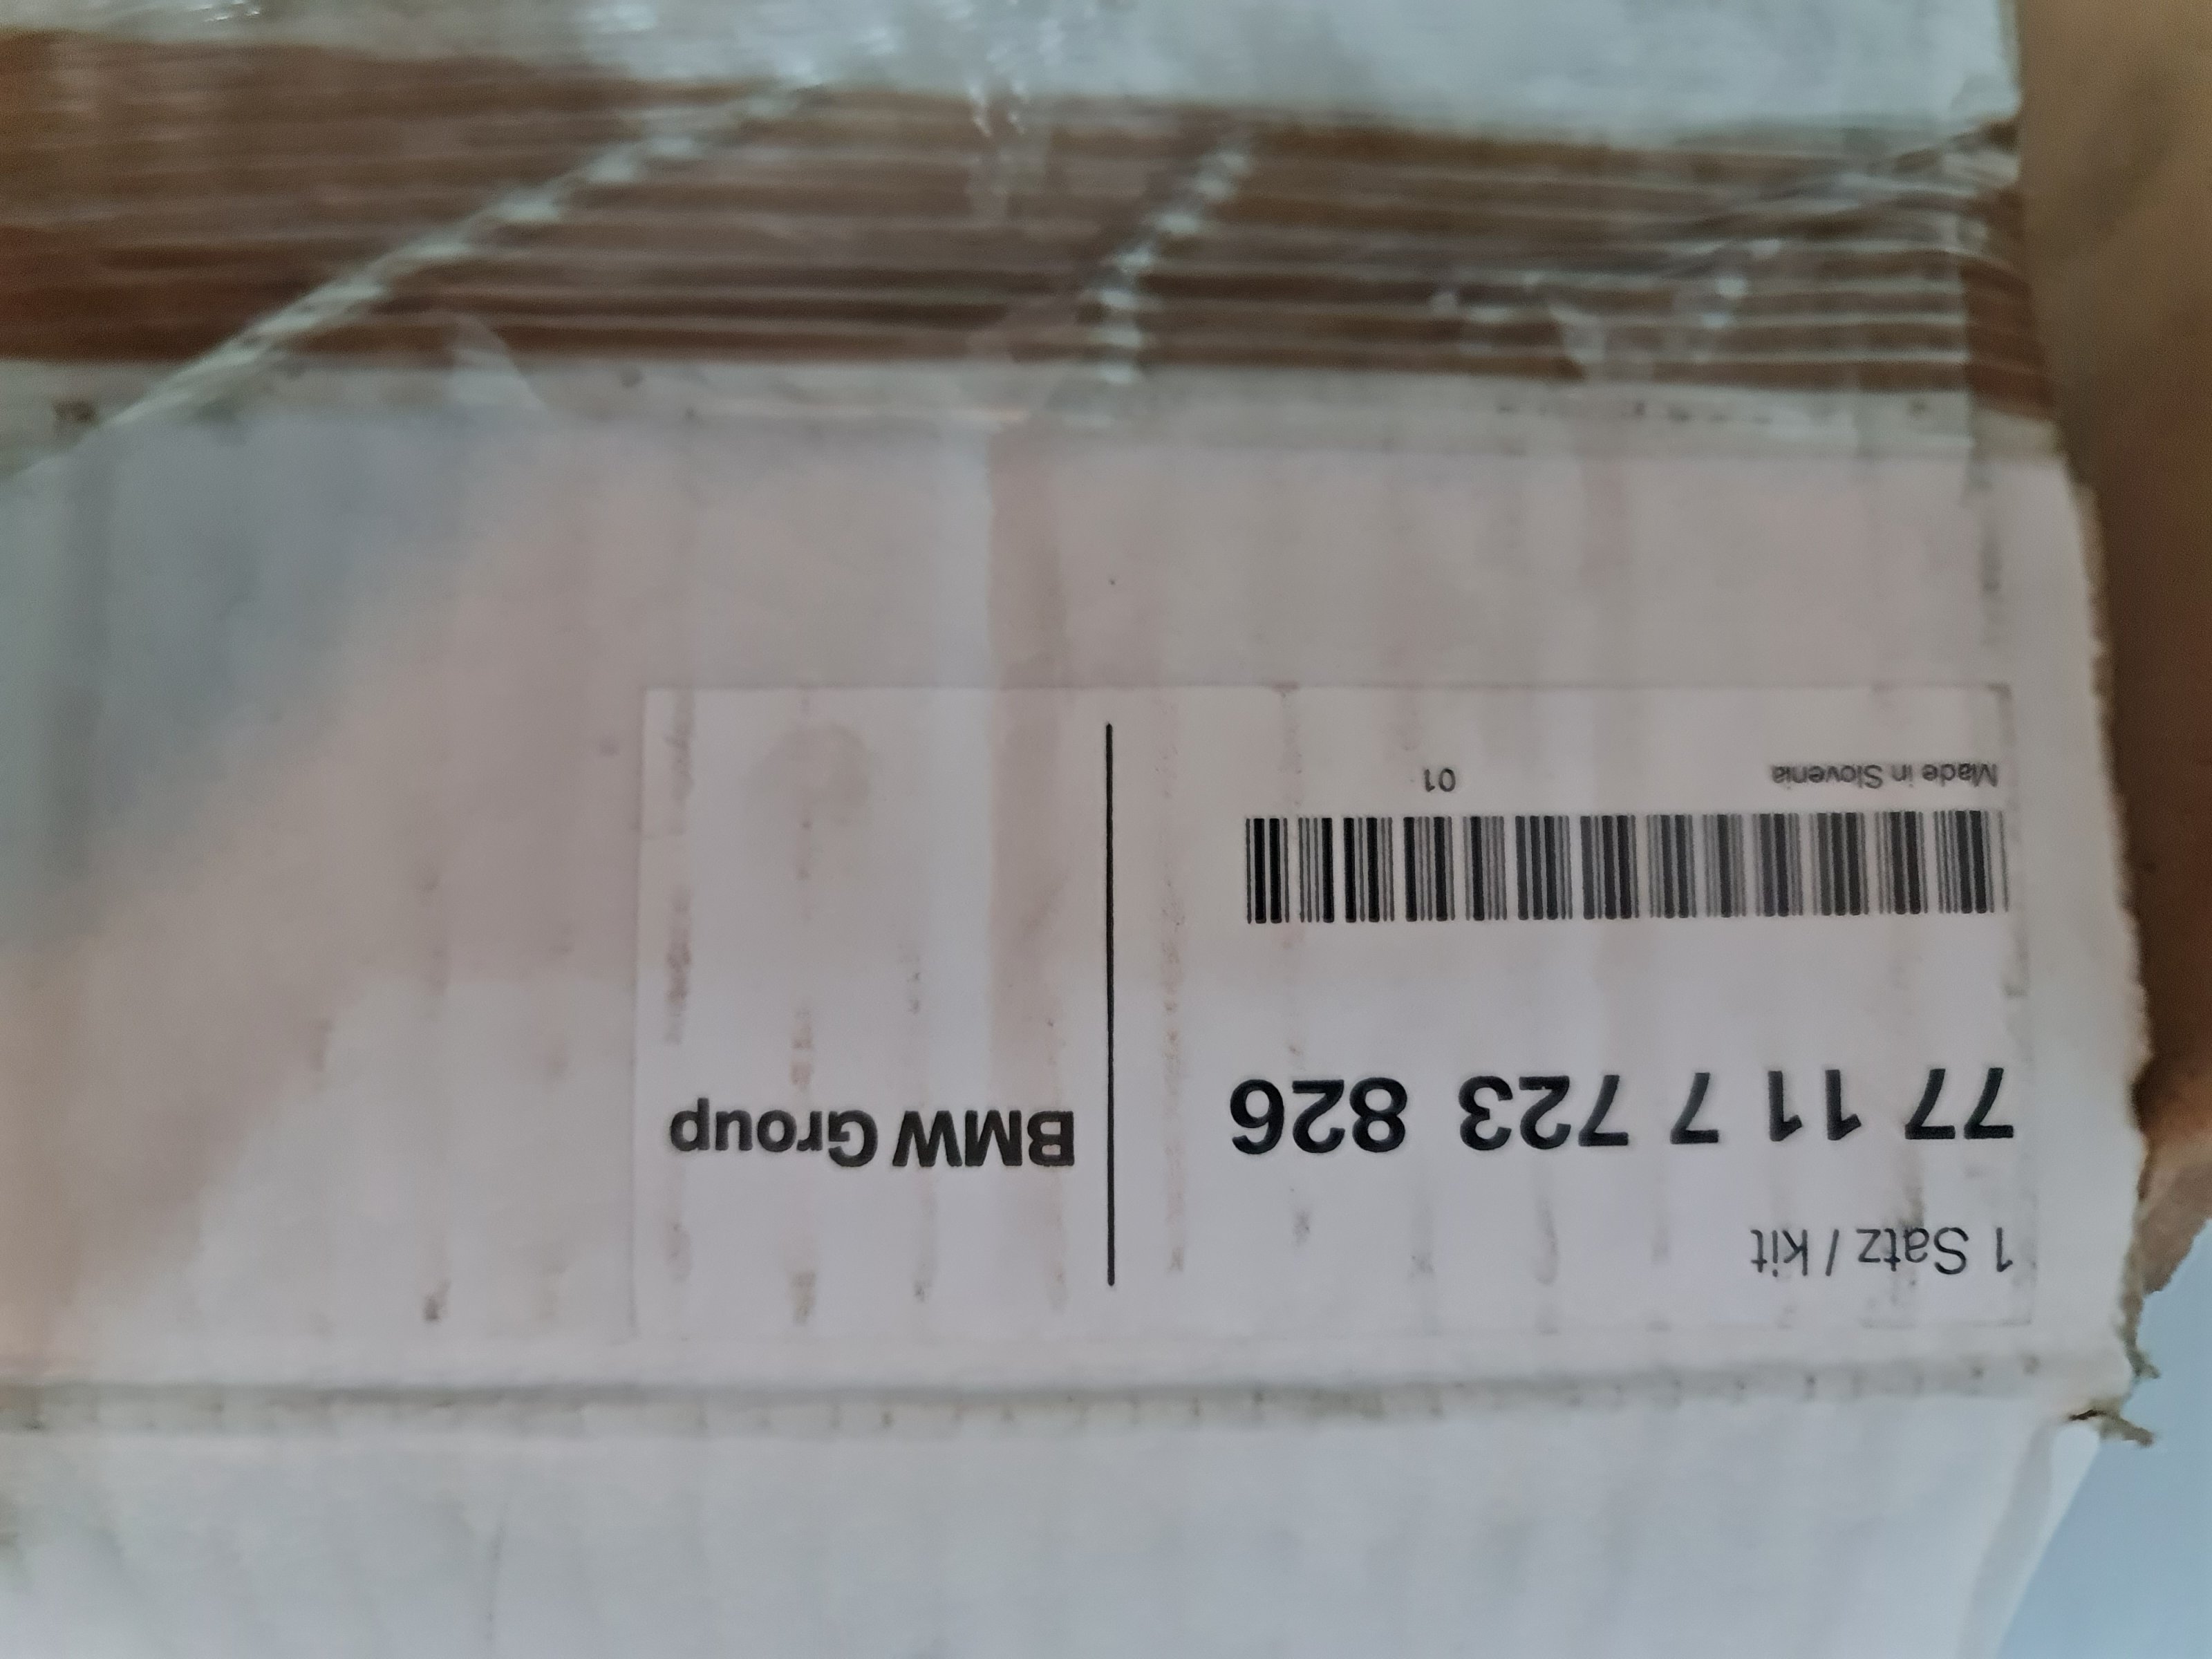 1 Satz / kit
77 11 7 723 826
BMW Group
Made in Slovenia
01